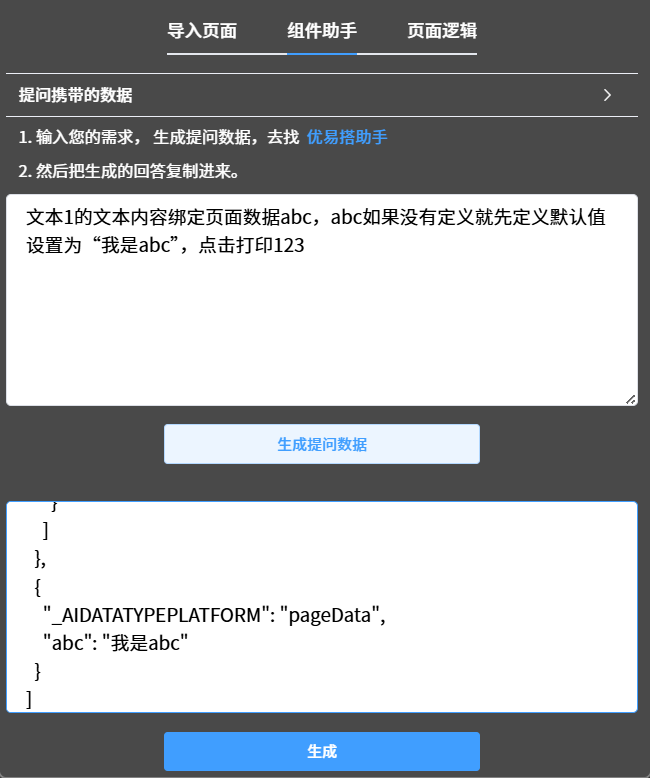 导入页面 组件助手 页面逻辑
提问携带的数据
1. 输入您的需求， 生成提问数据，去找 优易搭助手
2. 然后把生成的回答复制进来。
文本1的文本内容绑定页面数据abc，abc如果没有定义就先定义默认值
设置为“我是abc”，点击打印123
生成提问数据
}
]
},
{
"_AIDATATYPEPLATFORM": "pageData",
"abc": "我是abc"
}
]
生成